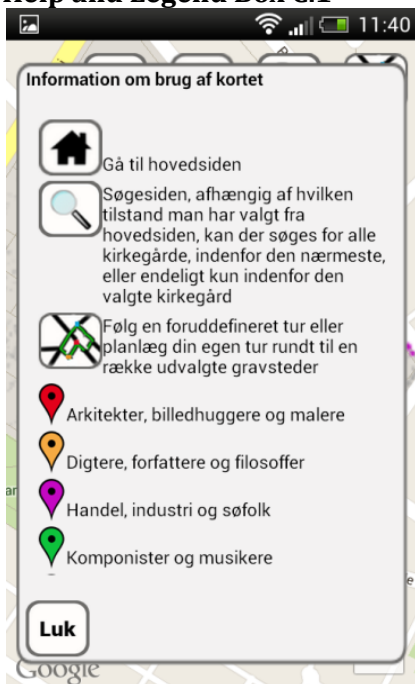 Help and Legend Box C.1
11:40
Information om brug af kortet
Gå til hovedsiden
Søgesiden, afhængig af hvilken
tilstand man har valgt fra
hovedsiden, kan der søges for alle
kirkegårde, indenfor den nærmeste,
eller endeligt kun indenfor den
valgte kirkegård
Følg en foruddefineret tur eller
planlæg din egen tur rundt til en
række udvalgte gravsteder
Arkitekter, billedhuggere og malere
Digtere, forfattere og filosoffer
Handel, industri og søfolk
Komponister og musikere
Luk
Google